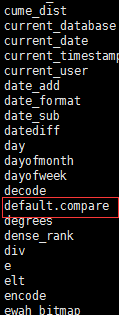 cume_dist
current_database
current_date
current_timestamp
current_user
date_add
date_format
date_sub
datediff
day
dayofmonth
dayofweek
decode
default.compare
degrees
dense_rank
div
e
elt
encode
ewah_bitmap